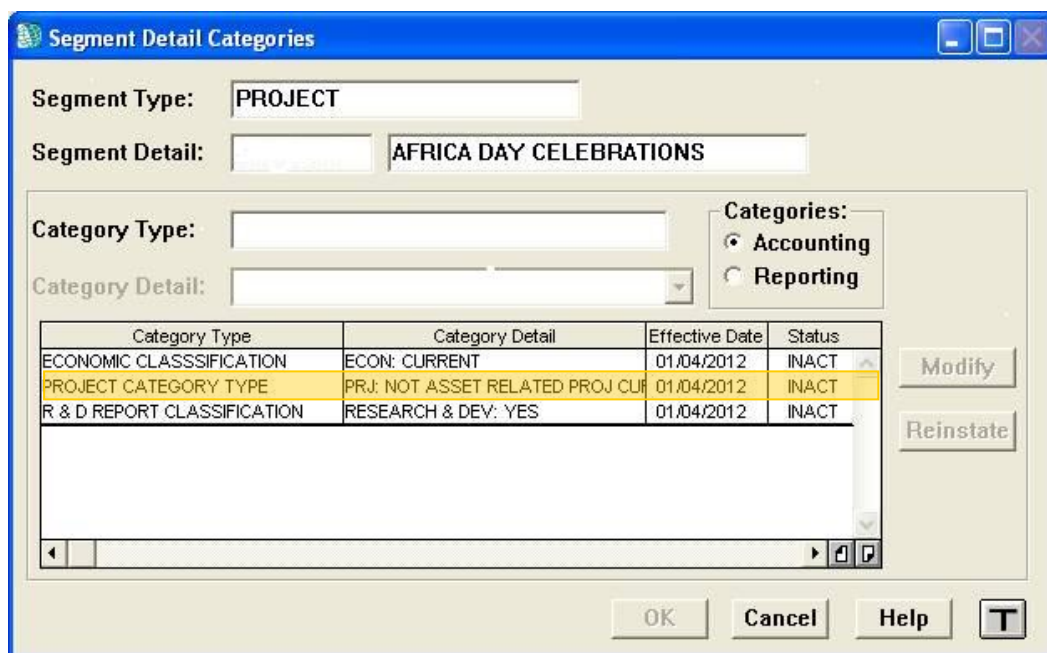 Segment Detail Categories
Segment Type: PROJECT
Segment Detail: AFRICA DAY CELEBRATIONS
Category Type:
Categories:
Accounting
Category Detail:
Reporting
Category Type Category Detail Effective Date Status
ECONOMIC CLASSSIFICATION ECON: CURRENT 01/04/2012 INACT
PROJECT CATEGORY TYPE PRJ: NOT ASSET RELATED PROJ CUR 01/04/2012 INACT
R & D REPORT CLASSIFICATION RESEARCH & DEV: YES 01/04/2012 INACT
Modify
Reinstate
OK Cancel Help T